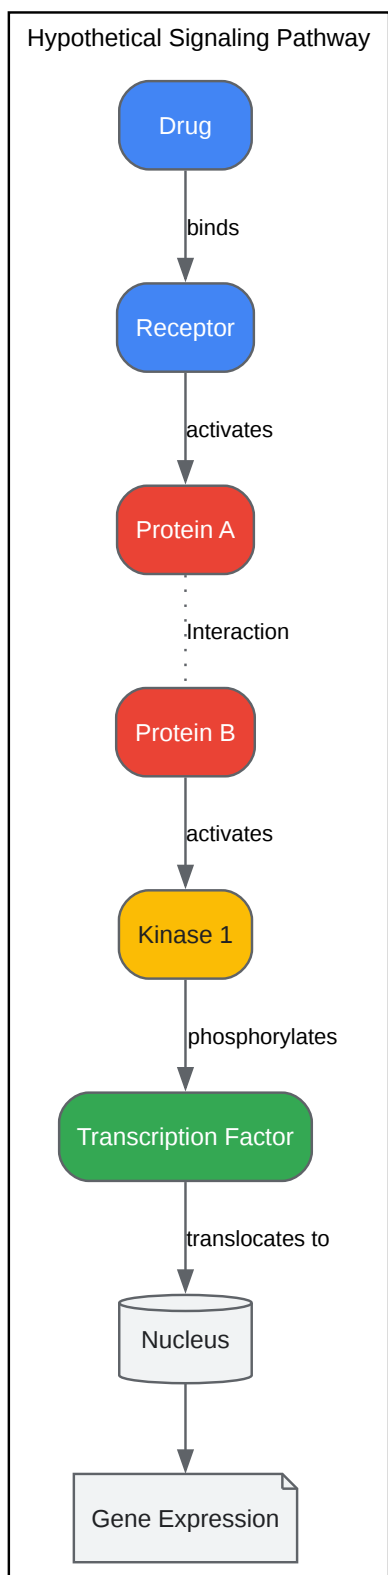 Hypothetical Signaling Pathway
Drug
binds
Receptor
activates
Protein A
Interaction
Protein B
activates
Kinase 1
phosphorylates
Transcription Factor
translocates to
Nucleus
Gene Expression